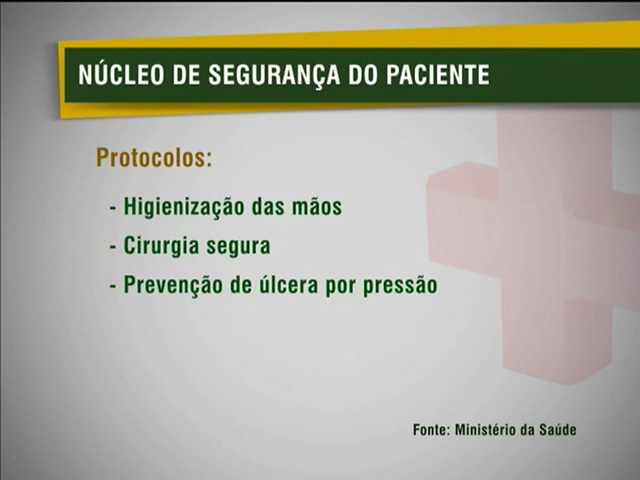 NÚCLEO DE SEGURANÇA DO PACIENTE
Protocolos:
- Higienização das mãos
- Cirurgia segura
- Prevenção de úlcera por pressão
Fonte: Ministério da Saúde